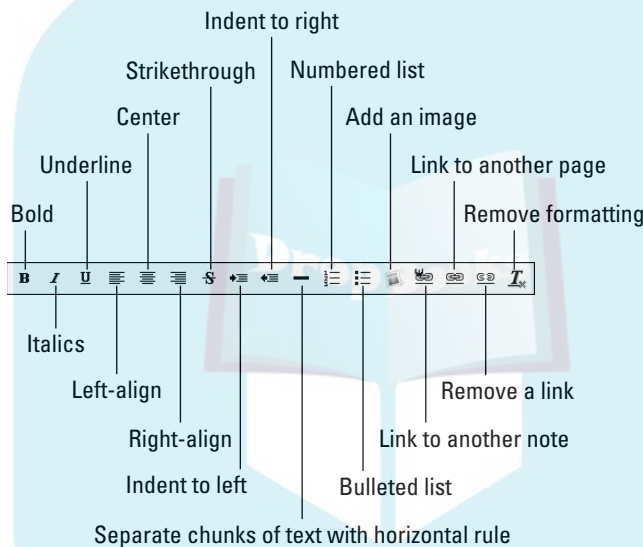 Indent to right
Strikethrough
Numbered list
Center
Add an image
Underline
Link to another page
Bold
Remove formatting
DropBooks
B I U S T
Italics
Left-align
Remove a link
Right-align
Link to another note
Indent to left
Bulleted list
Separate chunks of text with horizontal rule